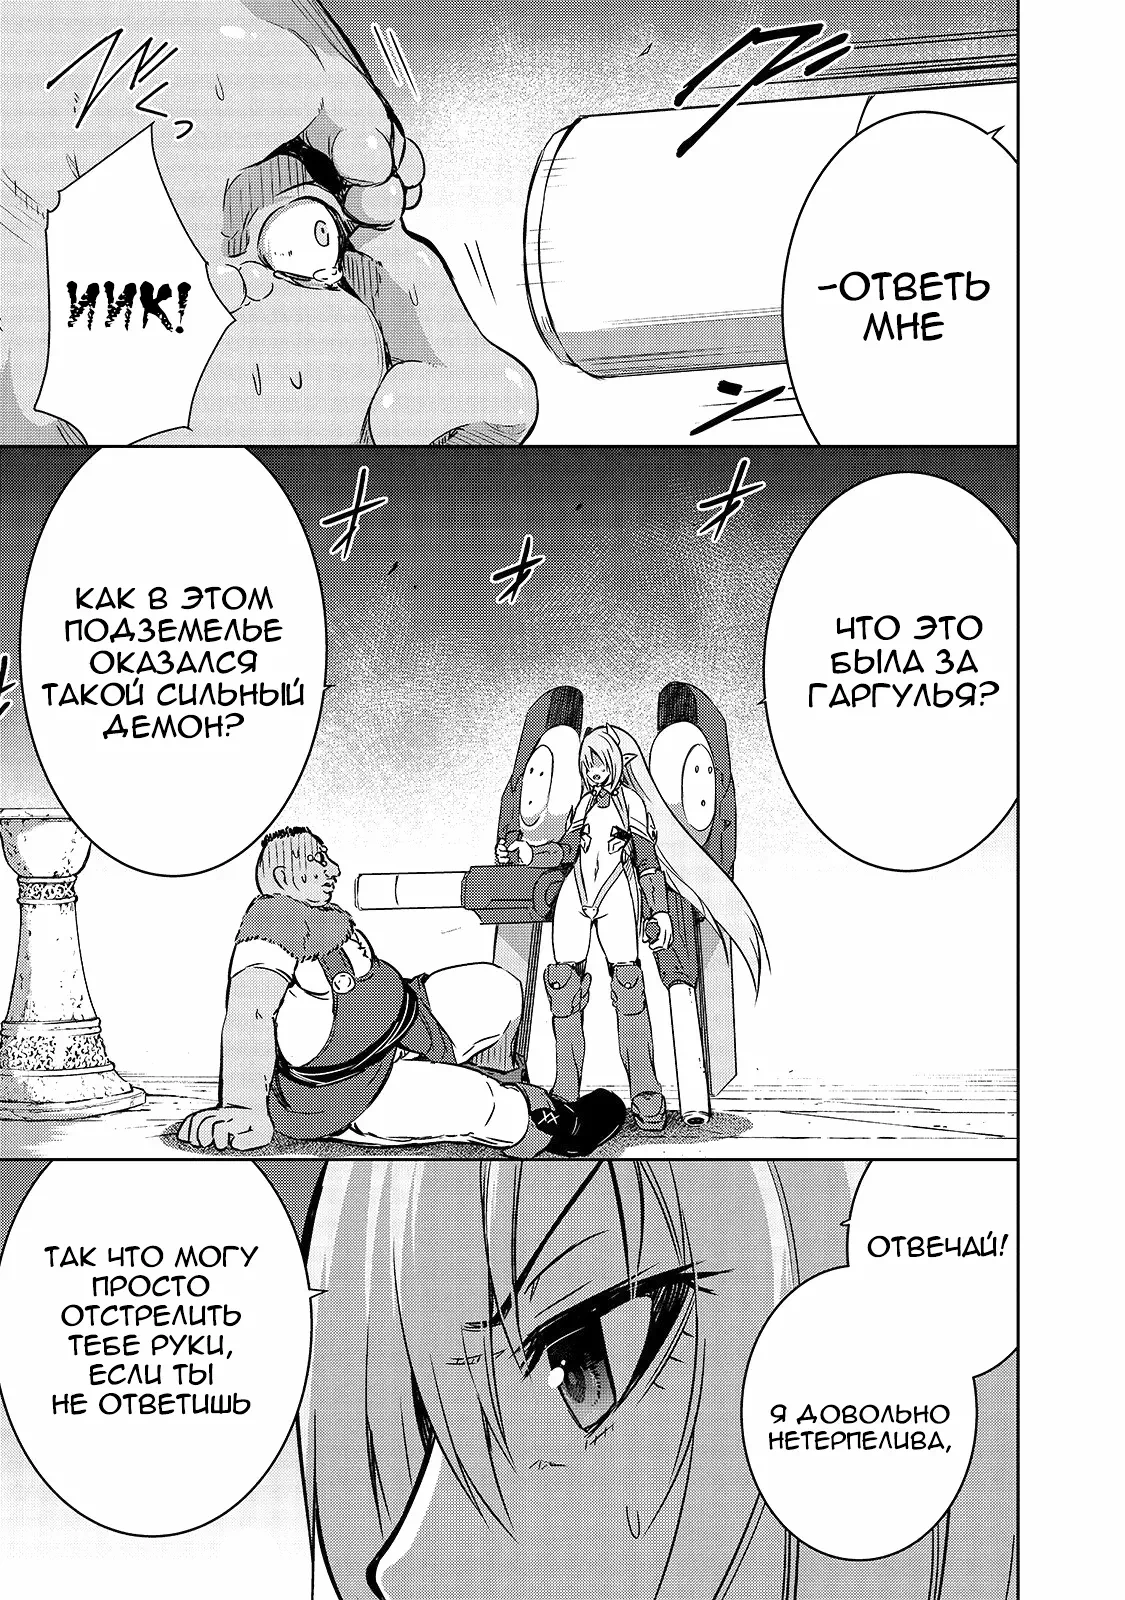 -ОТВЕТЬ
МНЕ
ИИК!
ЧТО ЭТО
БЫЛА ЗА
ГАРГУЛЬЯ?
КАК В ЭТОМ
ПОДЗЕМЕЛЬЕ
ОКАЗАЛСЯ
ТАКОЙ СИЛЬНЫЙ
ДЕМОН?
ОТВЕЧАЙ!
Я ДОВОЛЬНО
НЕТЕРПЕЛИВА,
ТАК ЧТО МОГУ
ПРОСТО
ОТСТРЕЛИТЬ
ТЕБЕ РУКИ,
ЕСЛИ ТЫ
НЕ ОТВЕТИШЬ